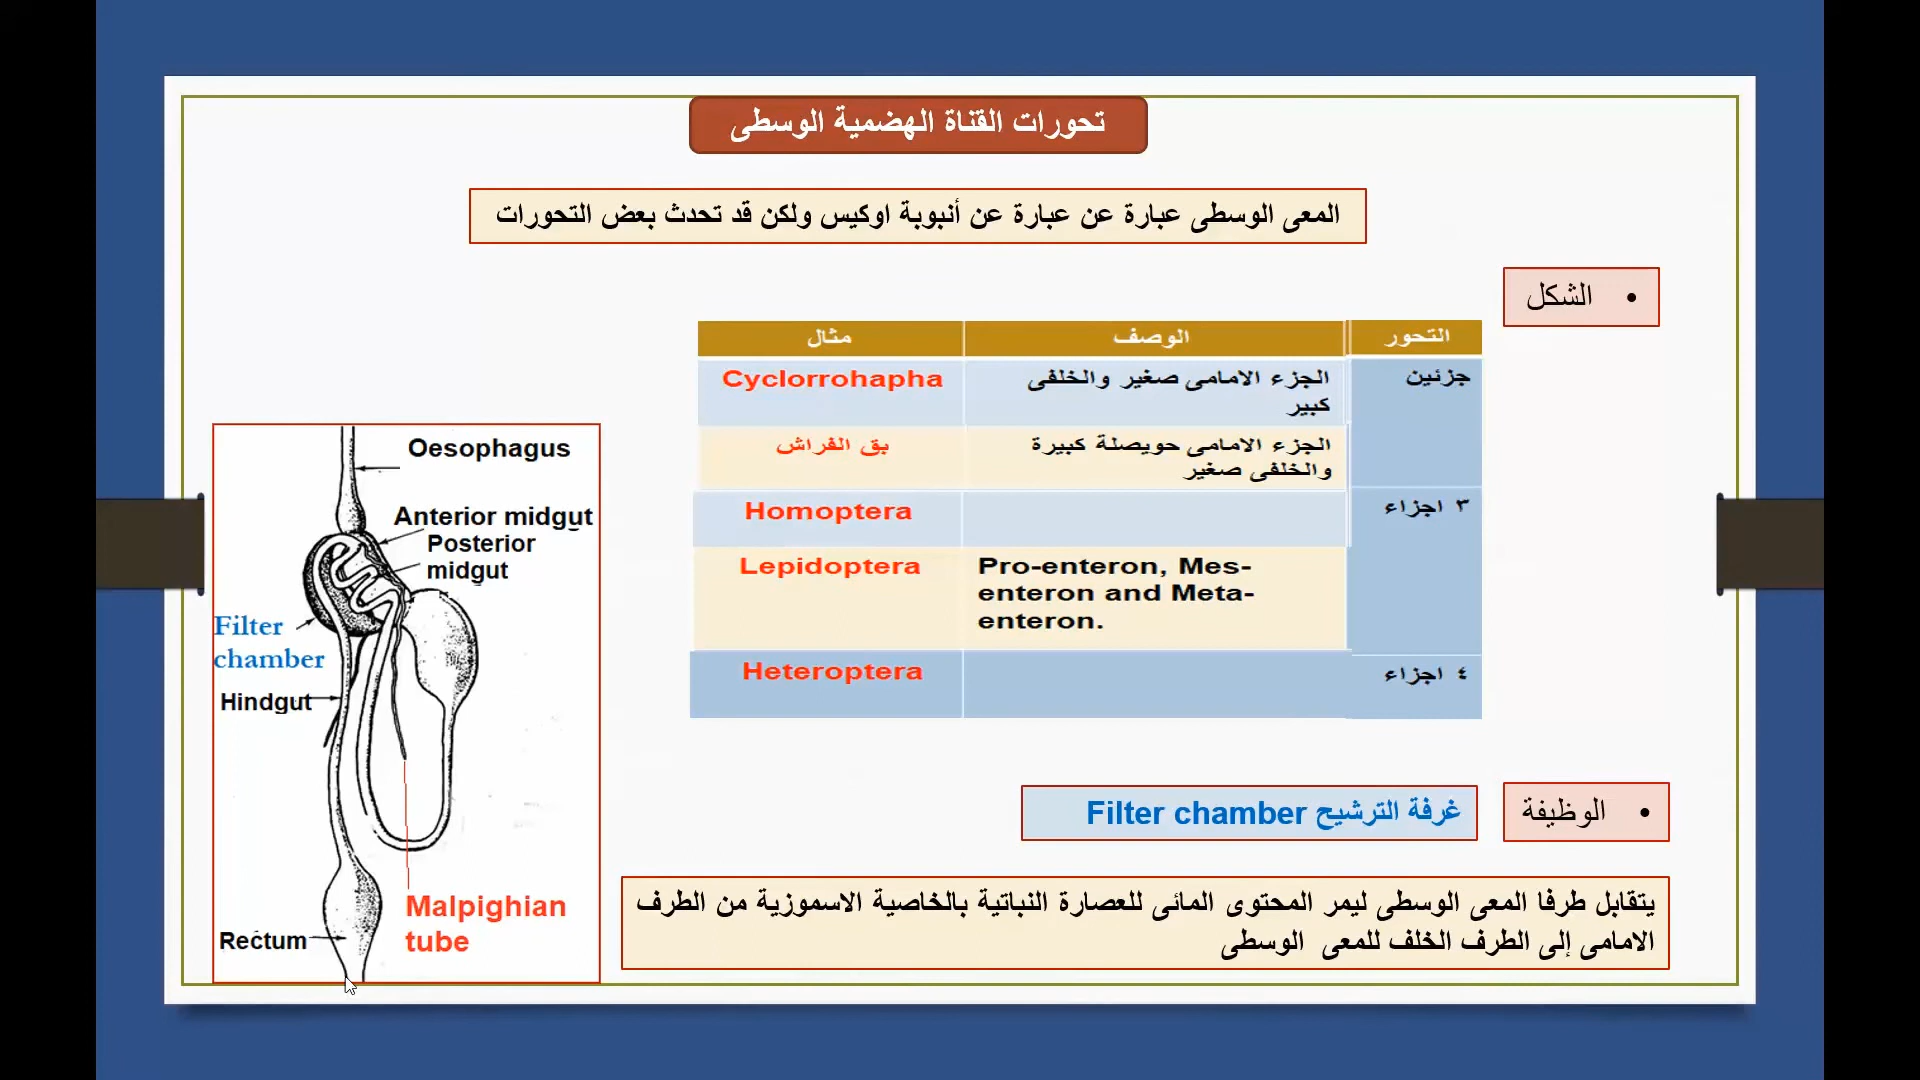 تحورات القناة الهضمية الوسطى
المعى الوسطى عبارة عن عبارة عن أنبوبة اوكيس ولكن قد تحدث بعض التحورات
• الشكل
التحور الوصف مثال
جزئين الجزء الامامى صغير والخلفى Cyclorrohapha
كبير
الجزء الامامى حويصلة كبيرة بق الفراش
والخلفى صغير
٣ اجزاء Homoptera
Pro-enteron, Mes- Lepidoptera
enteron and Meta-
enteron.
٤ اجزاء Heteroptera
• الوظيفة
غرفة الترشيح Filter chamber
يتقابل طرفا المعى الوسطى ليمر المحتوى المائى للعصارة النباتية بالخاصية الاسموزية من الطرف
الامامى إلى الطرف الخلف للمعى الوسطى
Oesophagus
Anterior midgut
Posterior
midgut
Filter
chamber
Hindgut
Malpighian
tube
Rectum